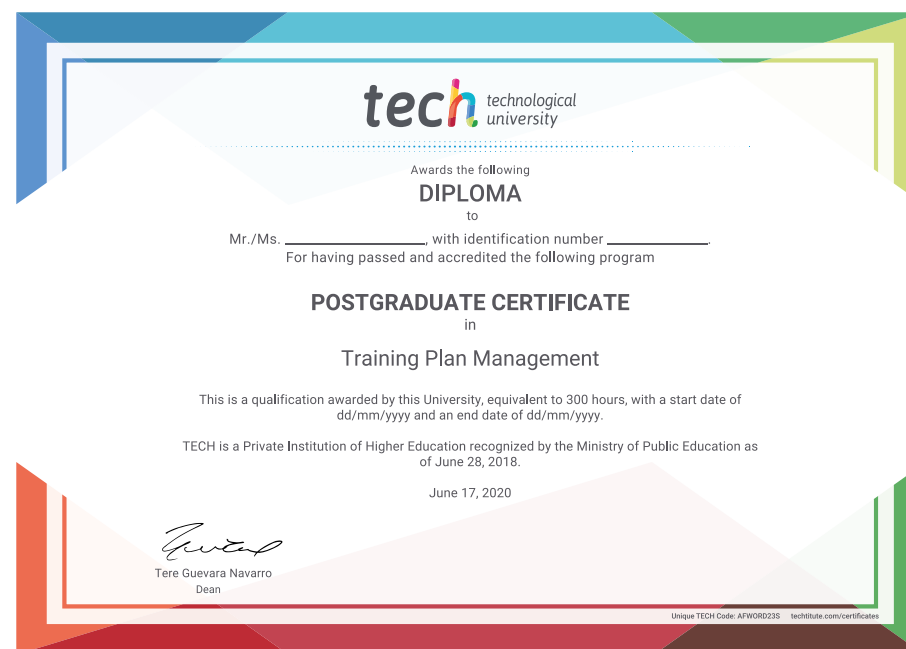 tech technological
university
Awards the following
DIPLOMA
to
Mr./Ms. ____________________, with identification number ______________.
For having passed and accredited the following program
POSTGRADUATE CERTIFICATE
in
Training Plan Management
This is a qualification awarded by this University, equivalent to 300 hours, with a start date of
dd/mm/yyyy and an end date of dd/mm/yyyy.
TECH is a Private Institution of Higher Education recognized by the Ministry of Public Education as
of June 28, 2018.
June 17, 2020
Tere Guevara Navarro
Dean
Unique TECH Code: AFWORD23S techtitute.com/certificates